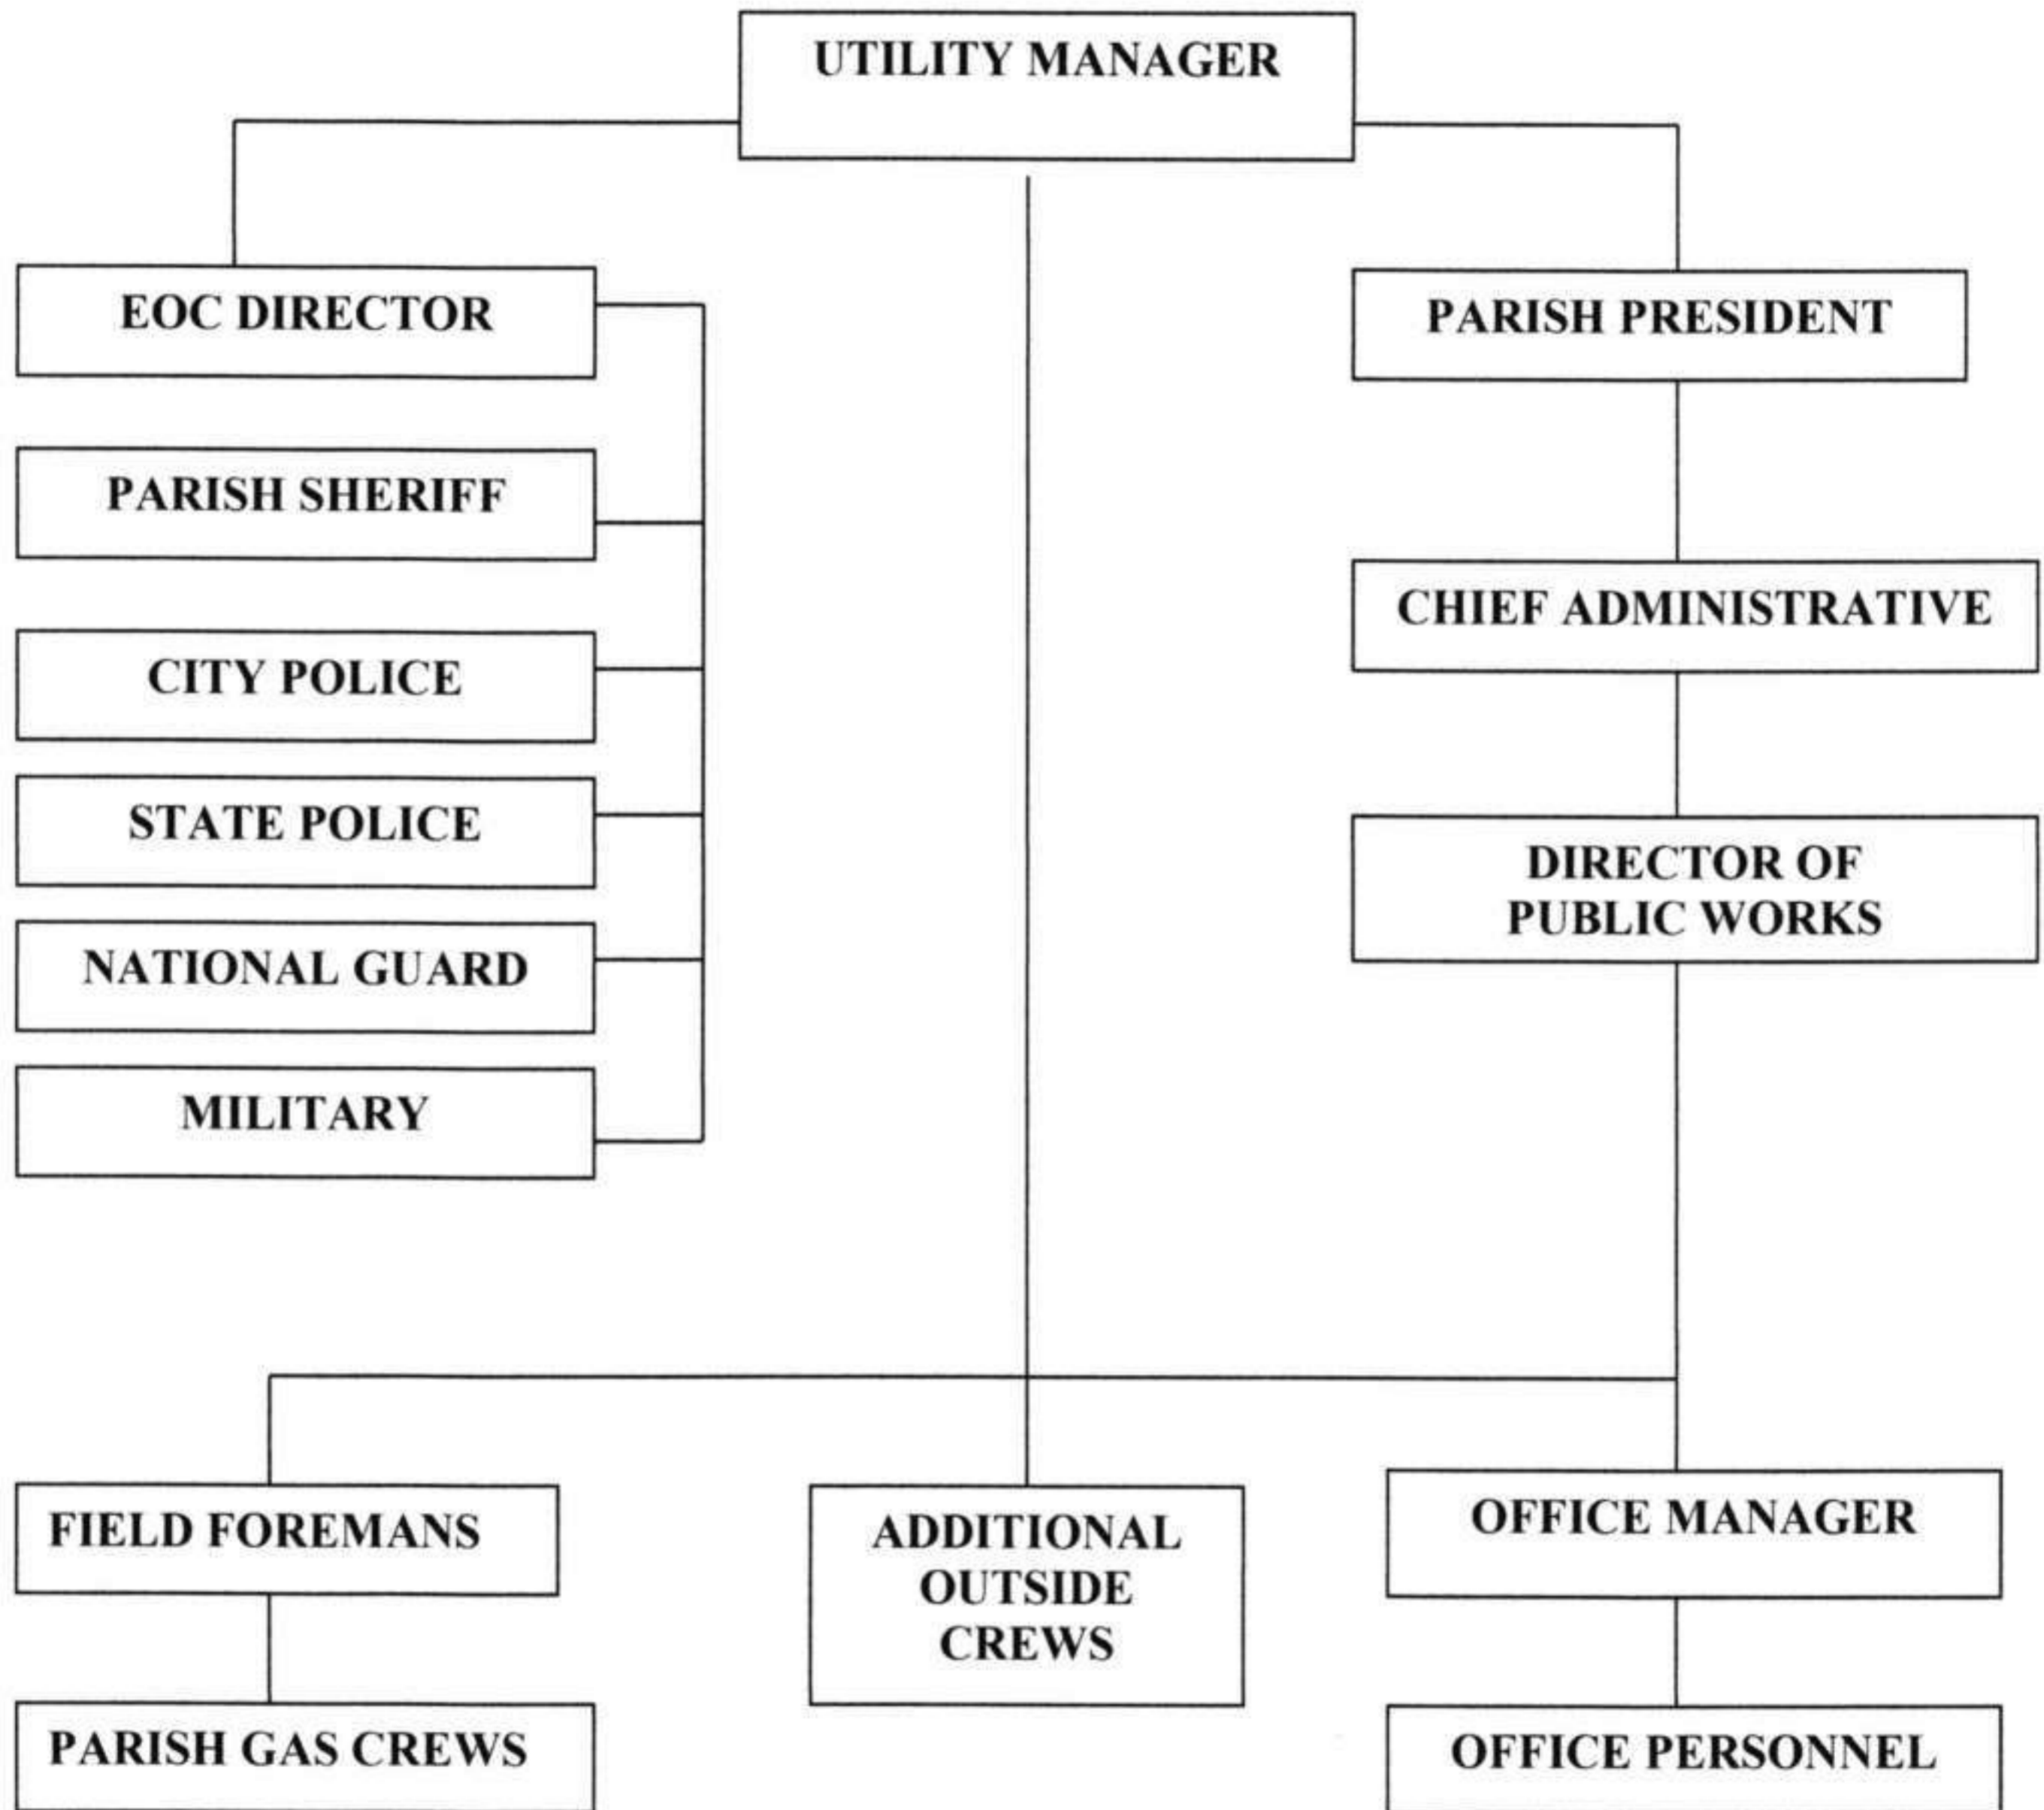 UTILITY MANAGER
EOC DIRECTOR
PARISH PRESIDENT
PARISH SHERIFF
CHIEF ADMINISTRATIVE
CITY POLICE
STATE POLICE
DIRECTOR OF
PUBLIC WORKS
NATIONAL GUARD
MILITARY
FIELD FOREMANS
ADDITIONAL
OUTSIDE
CREWS
OFFICE MANAGER
PARISH GAS CREWS
OFFICE PERSONNEL